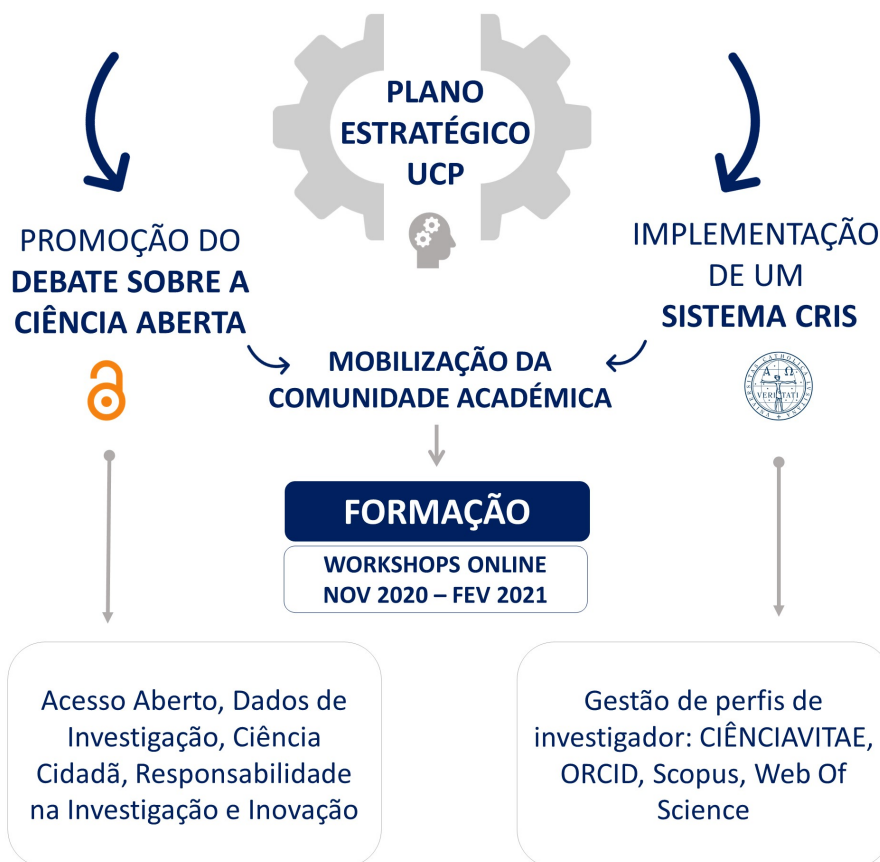 PLANO
ESTRATÉGICO
UCP
PROMOÇÃO DO
DEBATE SOBRE A
CIÊNCIA ABERTA
IMPLEMENTAÇÃO
DE UM
SISTEMA CRIS
MOBILIZAÇÃO DA
COMUNIDADE ACADÉMICA
Α Ω
VERITATI
FORMAÇÃO
WORKSHOPS ONLINE
NOV 2020 – FEV 2021
Acesso Aberto, Dados de
Investigação, Ciência
Cidadã, Responsabilidade
na Investigação e Inovação
Gestão de perfis de
investigador: CIÊNCIAVITAE,
ORCID, Scopus, Web Of
Science